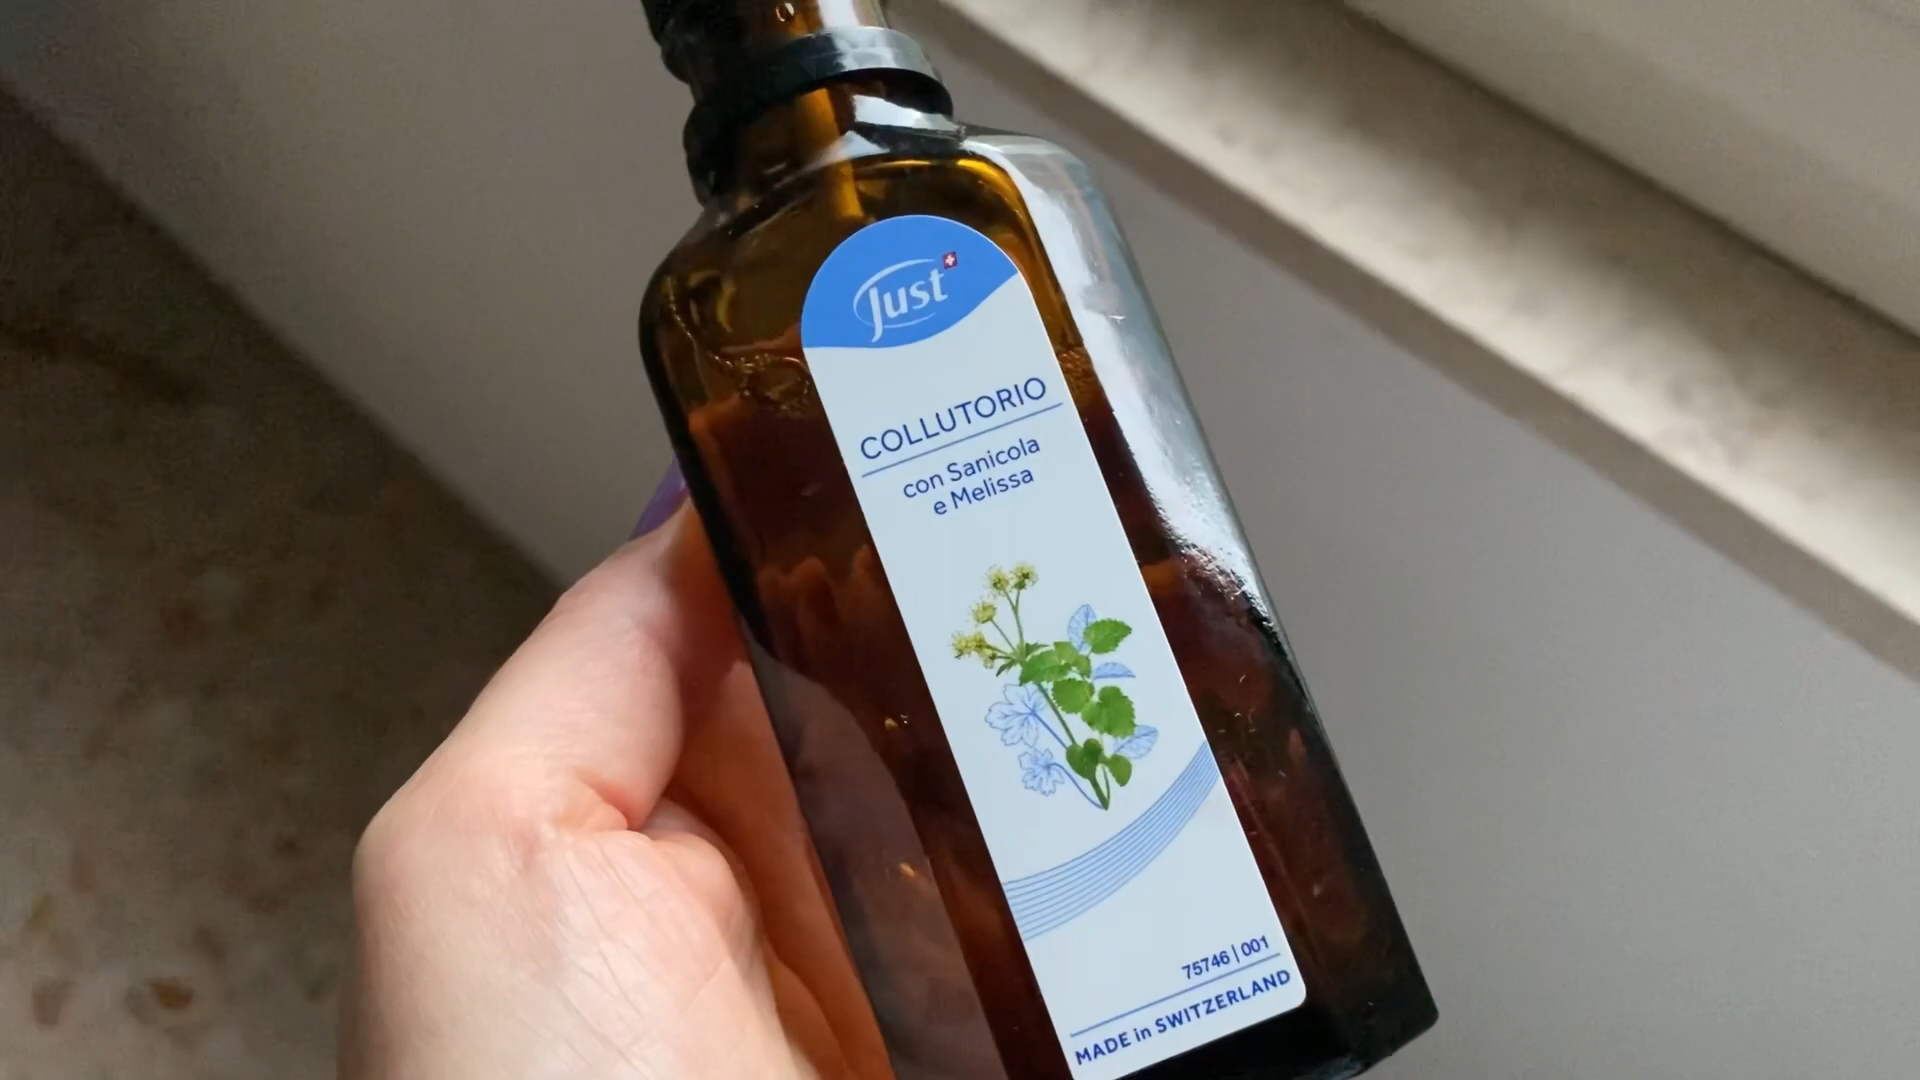 Just
COLLUTORIO
con Sanicola
e Melissa
75746 | 001
MADE in SWITZERLAND